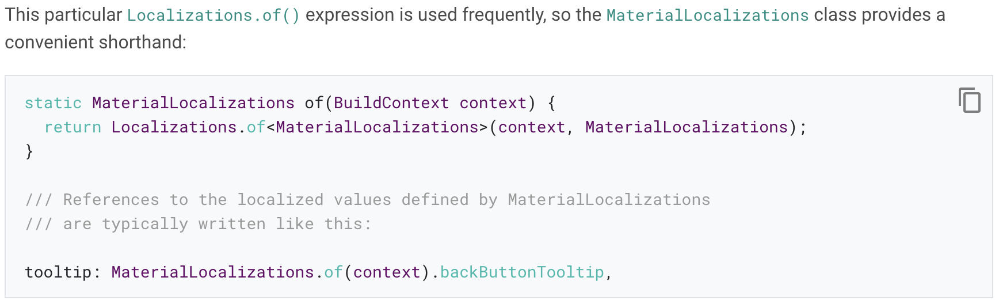 This particular Localizations.of() expression is used frequently, so the MaterialLocalizations class provides a
convenient shorthand:
static MaterialLocalizations of(BuildContext context) {
  return Localizations.of<MaterialLocalizations>(context, MaterialLocalizations);
}
/// References to the localized values defined by MaterialLocalizations
/// are typically written like this:
tooltip: MaterialLocalizations.of(context).backButtonTooltip,